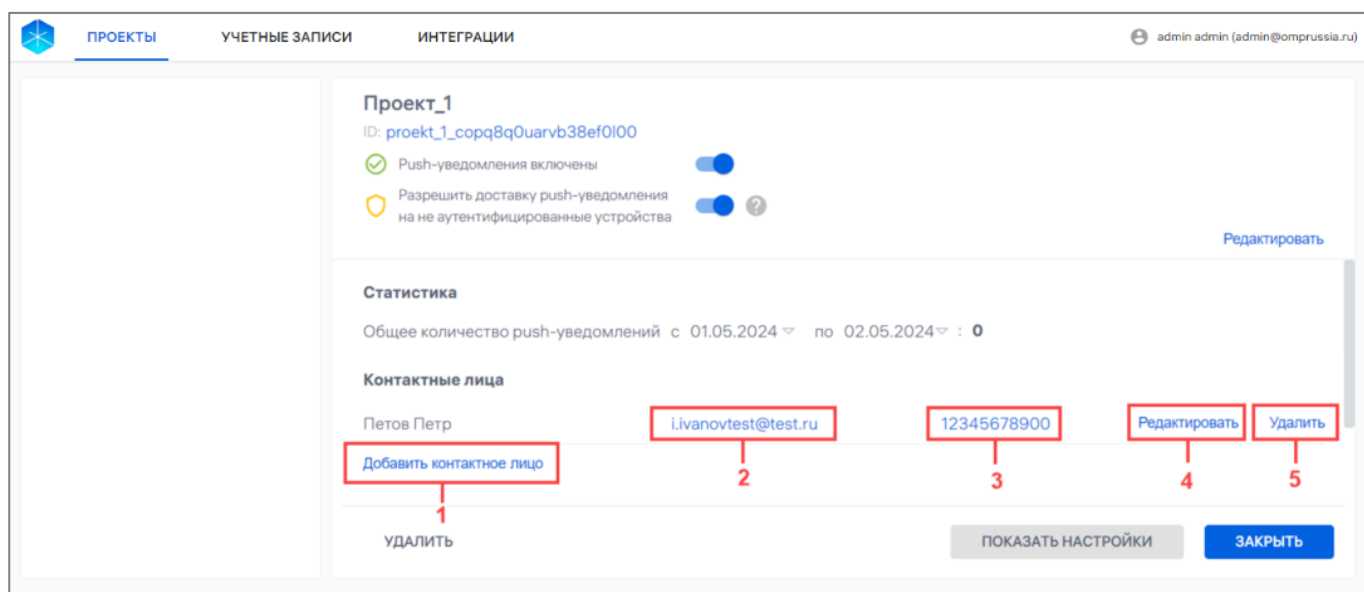 ПРОЕКТЫ УЧЕТНЫЕ ЗАПИСИ ИНТЕГРАЦИИ admin admin (admin@omprussia.ru)
Проект_1
ID: proekt_1_copq8q0uarvb38ef0l00
Push-уведомления включены
Разрешить доставку push-уведомления
на не аутентифицированные устройства
?
Редактировать
Статистика
Общее количество push-уведомлений с 01.05.2024 по 02.05.2024 : 0
Контактные лица
Петов Петр i.ivanovtest@test.ru 12345678900 Редактировать Удалить
Добавить контактное лицо
2 3 4 5
1
УДАЛИТЬ ПОКАЗАТЬ НАСТРОЙКИ ЗАКРЫТЬ